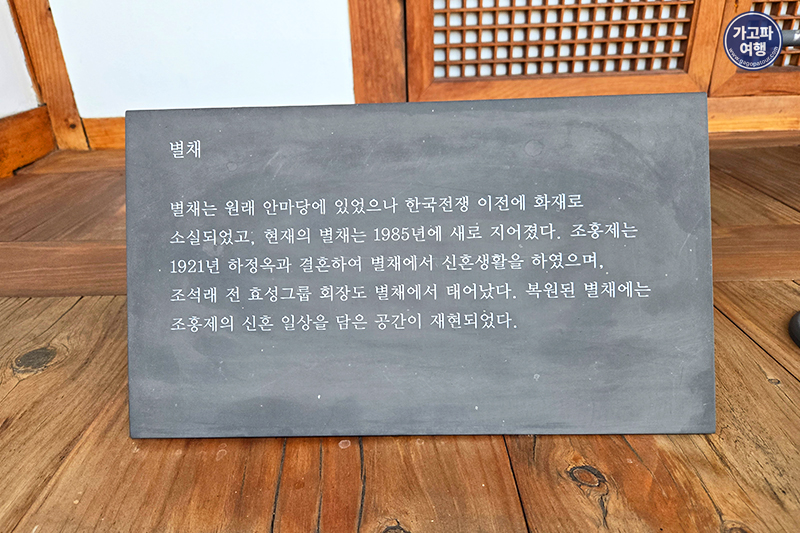 가고파
여행
www.gagopatour.com
별채
별채는 원래 안마당에 있었으나 한국전쟁 이전에 화재로
소실되었고, 현재의 별채는 1985년에 새로 지어졌다. 조홍제는
1921년 하정옥과 결혼하여 별채에서 신혼생활을 하였으며,
조석래 전 효성그룹 회장도 별채에서 태어났다. 복원된 별채에는
조홍제의 신혼 일상을 담은 공간이 재현되었다.